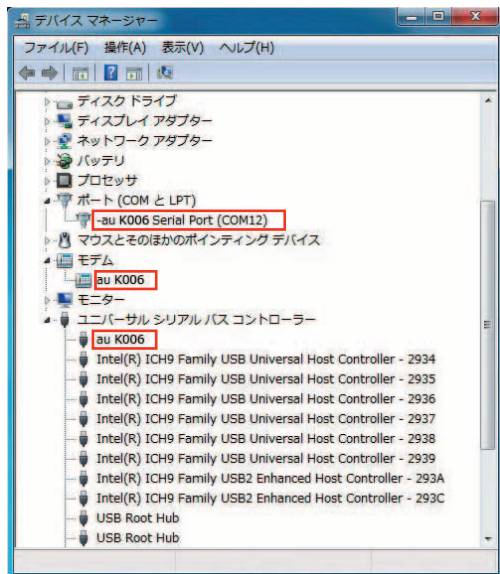 デバイス マネージャー
ファイル(F) 操作(A) 表示(V) ヘルプ(H)
ディスク ドライブ
ディスプレイ アダプター
ネットワーク アダプター
バッテリ
プロセッサ
ポート (COM と LPT)
-au K006 Serial Port (COM12)
マウスとそのほかのポインティング デバイス
モデム
au K006
モニター
ユニバーサル シリアル バス コントローラー
au K006
Intel(R) ICH9 Family USB Universal Host Controller - 2934
Intel(R) ICH9 Family USB Universal Host Controller - 2935
Intel(R) ICH9 Family USB Universal Host Controller - 2936
Intel(R) ICH9 Family USB Universal Host Controller - 2937
Intel(R) ICH9 Family USB Universal Host Controller - 2938
Intel(R) ICH9 Family USB Universal Host Controller - 2939
Intel(R) ICH9 Family USB2 Enhanced Host Controller - 293A
Intel(R) ICH9 Family USB2 Enhanced Host Controller - 293C
USB Root Hub
USB Root Hub